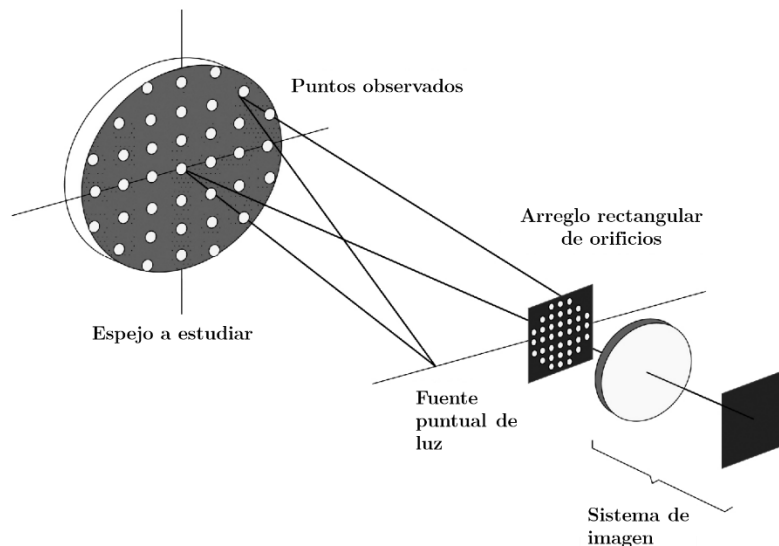 Puntos observados
Arreglo rectangular
de orificios
Espejo a estudiar
Fuente
puntual de
luz
Sistema de
imagen